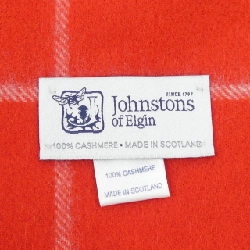 SINCE 1797
Johnstons
of Elgin
100% CASHMERE • MADE IN SCOTLAND
100% CASHMERE
MADE IN SCOTLAND